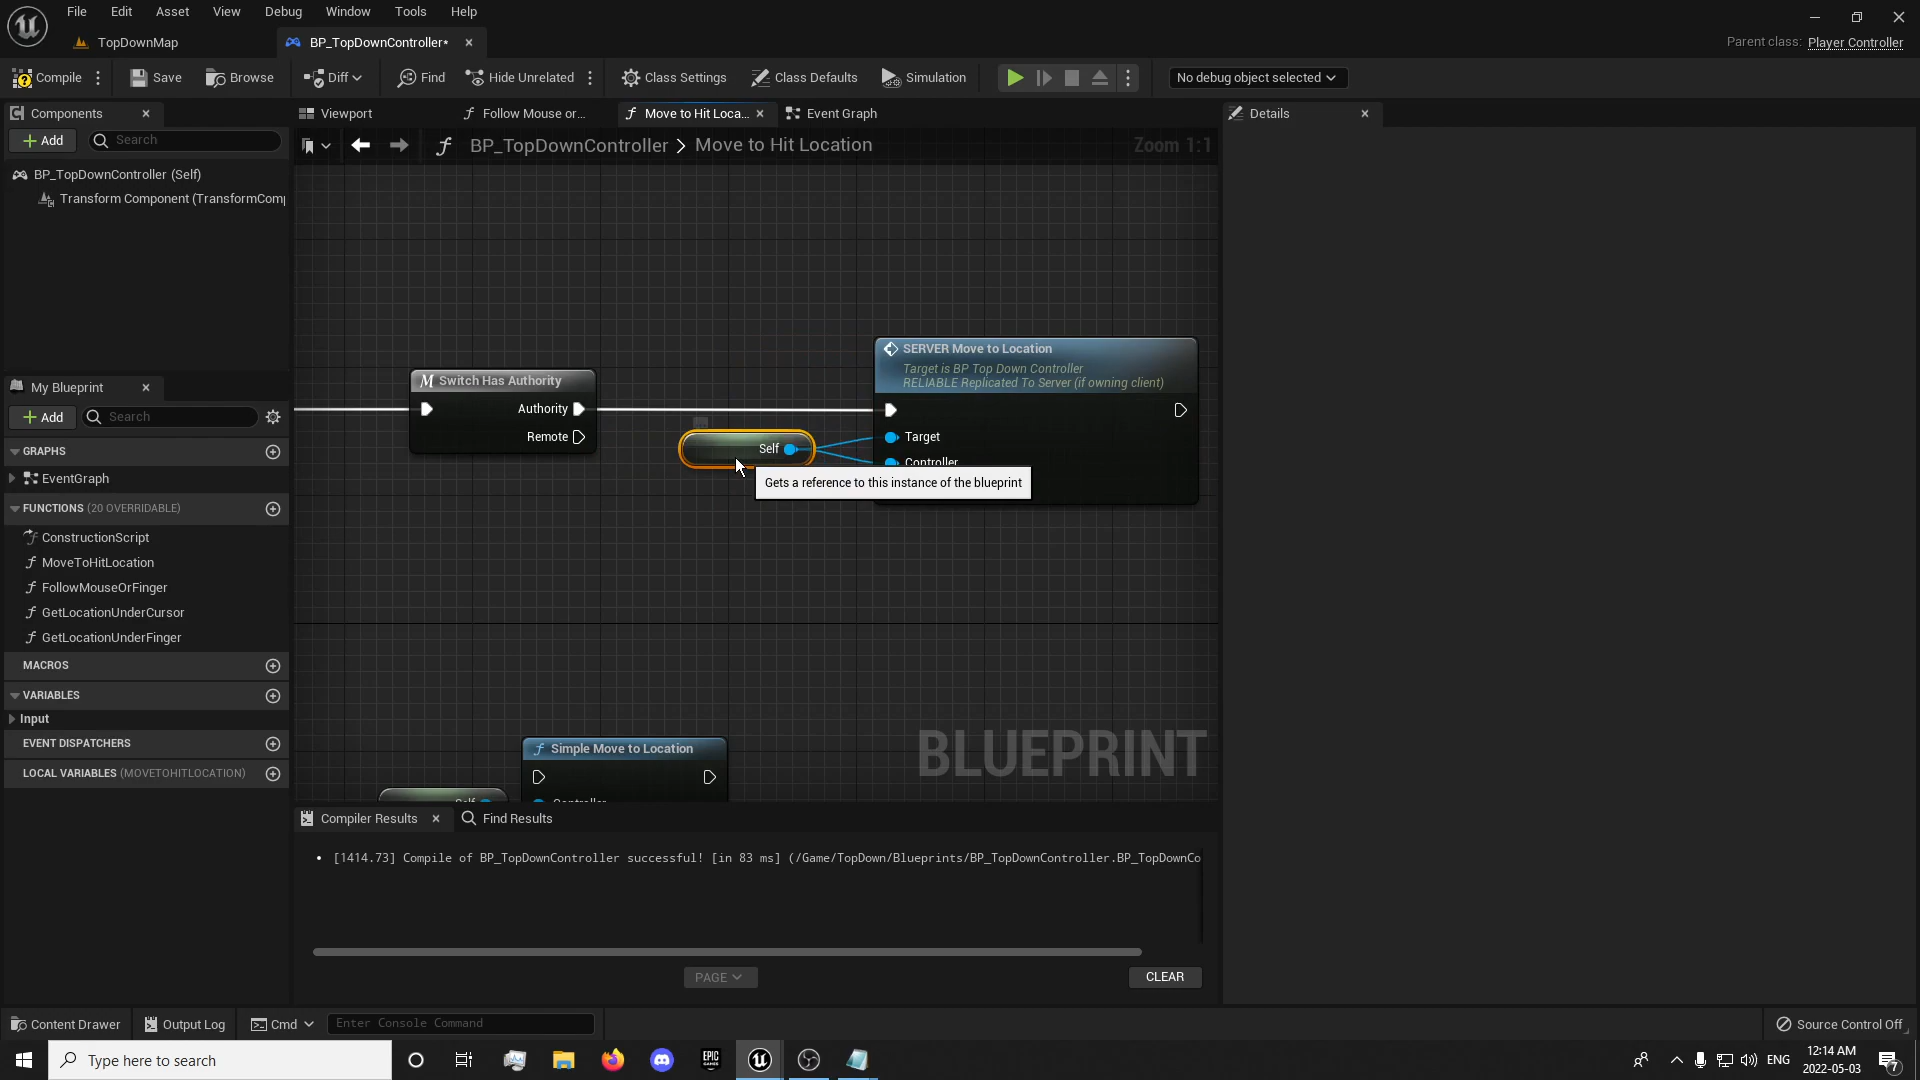 File Edit Asset View Debug Window Tools Help
TopDownMap
BP_TopDownController*
Parent class: Player Controller
Compile Save Browse Diff Find Hide Unrelated Class Settings Class Defaults Simulation No debug object selected
Components
Add Search
BP_TopDownController (Self)
Transform Component (TransformComp
My Blueprint
Add Search
GRAPHS
EventGraph
FUNCTIONS (20 OVERRIDABLE)
ConstructionScript
MoveToHitLocation
FollowMouseOrFinger
GetLocationUnderCursor
GetLocationUnderFinger
MACROS
VARIABLES
Input
EVENT DISPATCHERS
LOCAL VARIABLES (MOVETOHITLOCATION)
Viewport Follow Mouse or... Move to Hit Loca... Event Graph
BP_TopDownController > Move to Hit Location Zoom 1:1
Switch Has Authority
Authority
Remote
Self
SERVER Move to Location
Target is BP Top Down Controller
RELIABLE Replicated To Server (if owning client)
Target
Controller
Gets a reference to this instance of the blueprint
Simple Move to Location
Self
Controller
BLUEPRINT
Compiler Results Find Results
[1414.73] Compile of BP_TopDownController successful! [in 83 ms] (/Game/TopDown/Blueprints/BP_TopDownController.BP_TopDownCo
PAGE CLEAR
Details
Content Drawer Output Log Cmd Enter Console Command Source Control Off
Type here to search
EPIC
ENG
12:14 AM
2022-05-03
7